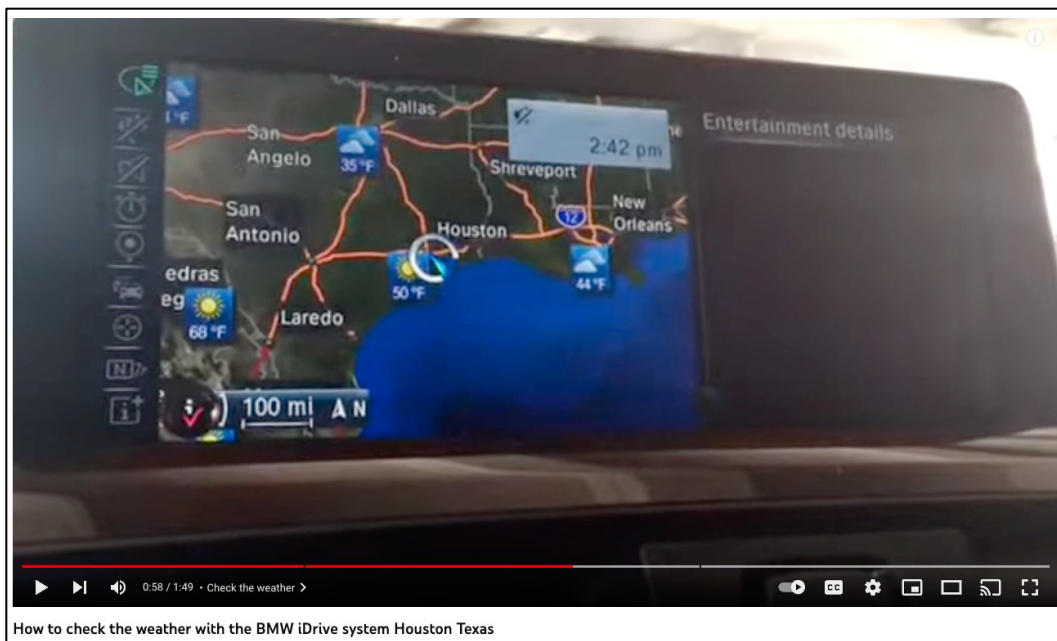 Dallas
San
Angelo
35 °F
2:42 pm
Entertainment details
Shreveport
San
Antonio
Houston
12
New
Orleans
edras
eg
68 °F
50 °F
44 °F
Laredo
100 mi N
0:58 / 1:49 • Check the weather
CC
How to check the weather with the BMW iDrive system Houston Texas